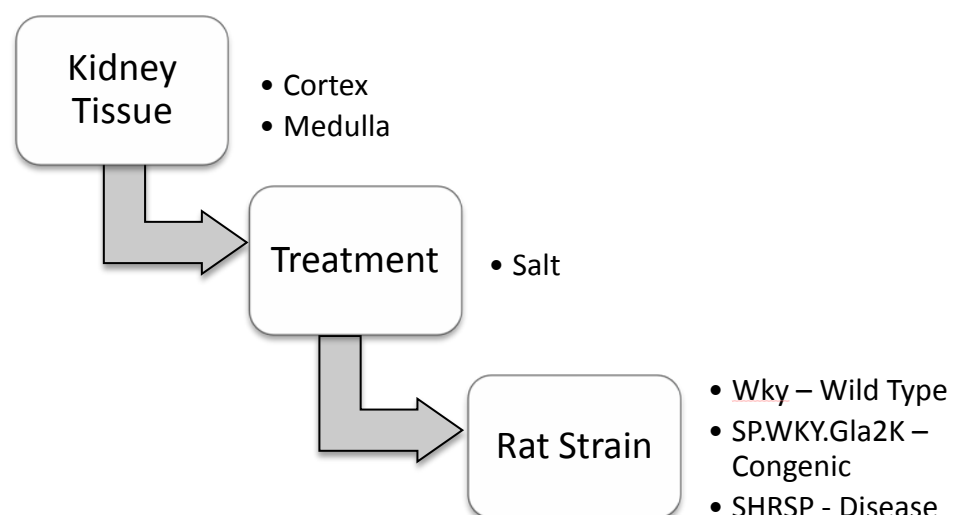 Kidney
Tissue
• Cortex
• Medulla
Treatment
• Salt
Rat Strain
• Wky – Wild Type
• SP.WKY.Gla2K –
Congenic
• SHRSP - Disease